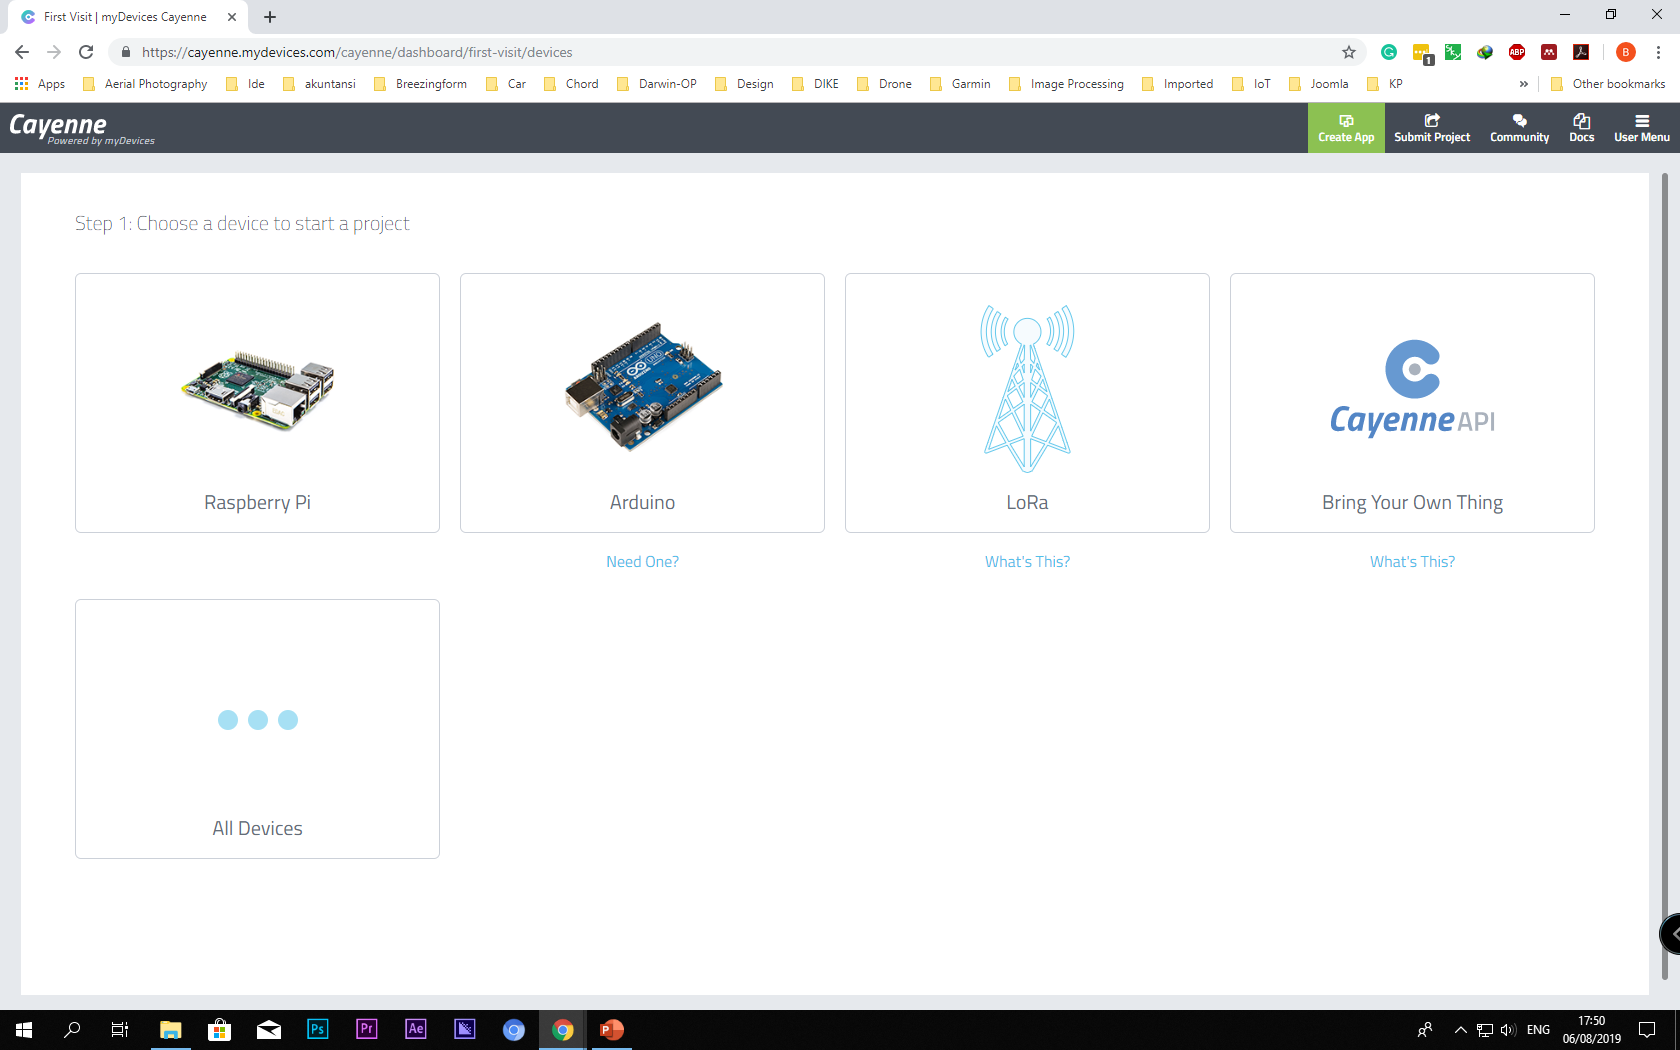 First Visit | myDevices Cayenne
https://cayenne.mydevices.com/cayenne/dashboard/first-visit/devices
Apps Aerial Photography Ide akuntansi Breezingform Car Chord Darwin-OP Design DIKE Drone Garmin Image Processing Imported IoT Joomla KP » Other bookmarks
Cayenne
Powered by myDevices
Create App Submit Project Community Docs User Menu
Step 1: Choose a device to start a project
Cayenne API
Raspberry Pi Arduino LoRa Bring Your Own Thing
Need One? What's This? What's This?
All Devices
Ps Pr Ae
ENG
17:50
06/08/2019